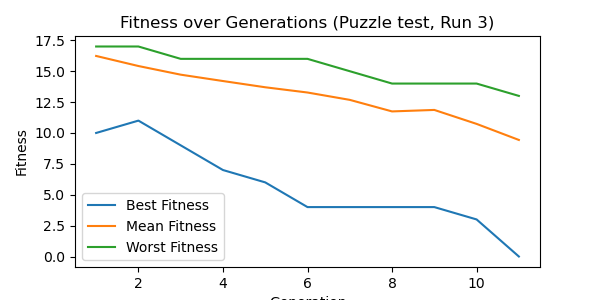 Fitness over Generations (Puzzle test, Run 3)
17.5
15.0
12.5
10.0
7.5
5.0
2.5
0.0
Fitness
Best Fitness
Mean Fitness
Worst Fitness
2 4 6 8 10
Generation